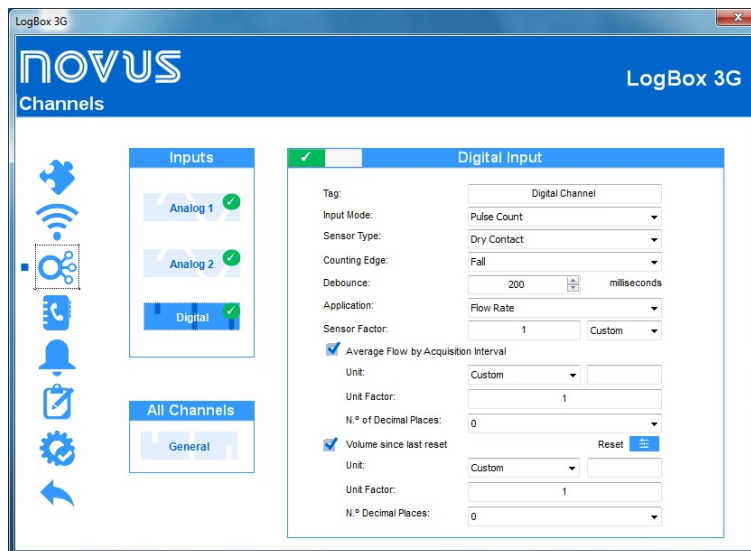 LogBox 3G
x
NOVUS
LogBox 3G
Channels
Inputs
Analog 1
Analog 2
Digital
All Channels
General
Digital Input
Tag: Digital Channel
Input Mode: Pulse Count
Sensor Type: Dry Contact
Counting Edge: Fall
Debounce: 200 milliseconds
Application: Flow Rate
Sensor Factor: 1 Custom
Average Flow by Acquisition Interval
Unit: Custom
Unit Factor: 1
N.º of Decimal Places: 0
Volume since last reset Reset
Unit: Custom
Unit Factor: 1
N.º Decimal Places: 0